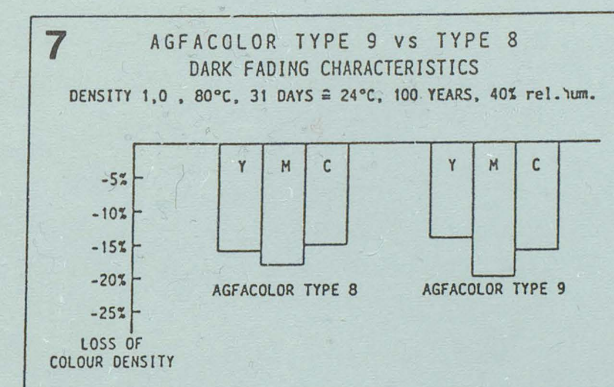 7
AGFACOLOR TYPE 9 vs TYPE 8
DARK FADING CHARACTERISTICS
DENSITY 1,0 , 80°C, 31 DAYS ≙ 24°C, 100 YEARS, 40% rel.hum.
Y M C Y M C
-5%
-10%
-15%
-20%
AGFACOLOR TYPE 8 AGFACOLOR TYPE 9
-25%
LOSS OF
COLOUR DENSITY